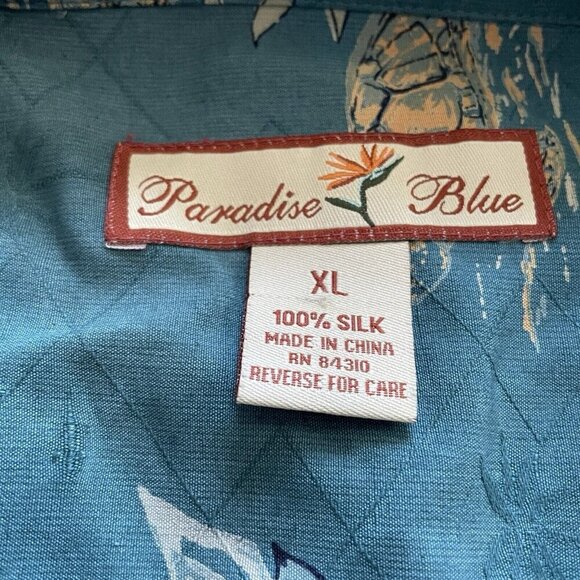 Paradise Blue
XL
100% SILK
MADE IN CHINA
RN 84310
REVERSE FOR CARE